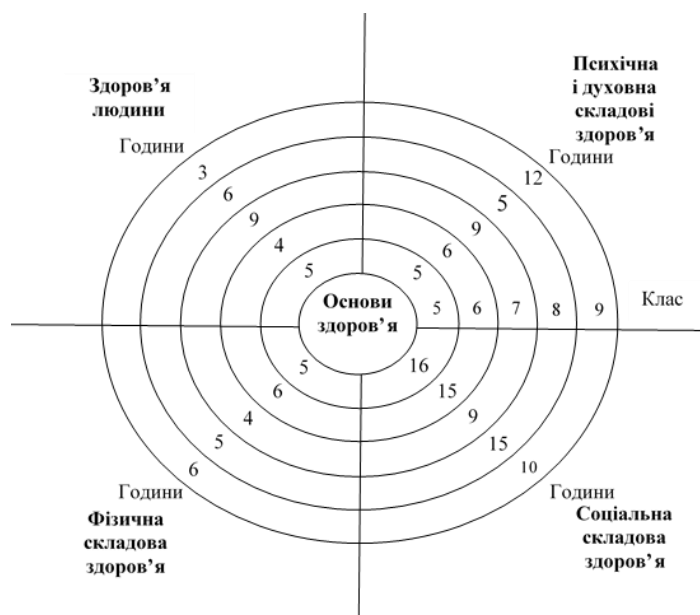 Здоров’я
людини
Години
Психічна
і духовна
складові
здоров’я
Години
3
6
9
4
5
12
5
9
6
5
Основи
здоров’я
5
6
7
8
9
Клас
5
6
4
5
6
16
15
9
15
10
Години
Фізична
складова
здоров’я
Години
Соціальна
складова
здоров’я